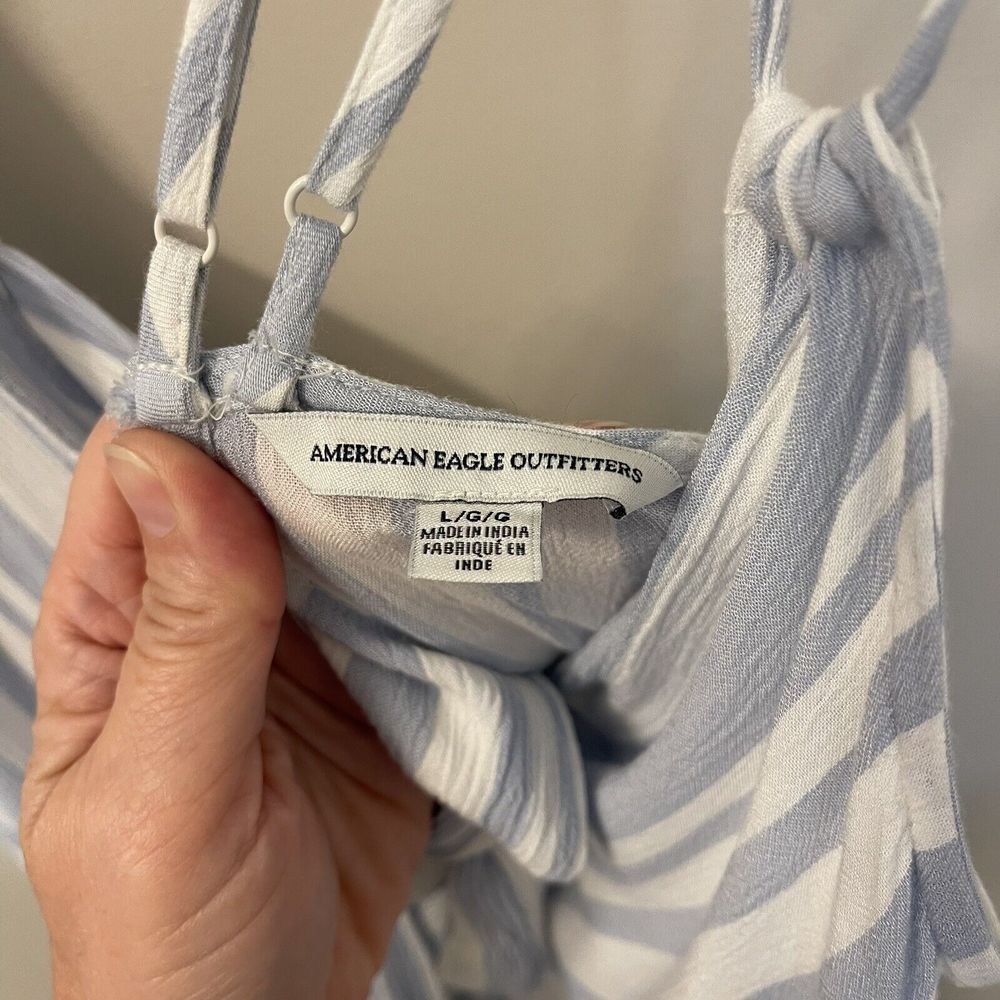 AMERICAN EAGLE OUTFITTERS
L/G/G
MADE IN INDIA
FABRIQUÉ EN
INDE